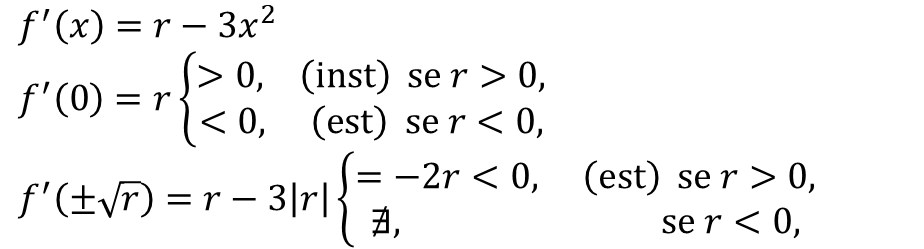 f′(x) = r − 3x²
f′(0) = r { > 0, (inst) se r > 0,
< 0, (est) se r < 0,
f′(±√r) = r − 3|r| { = −2r < 0, (est) se r > 0,
∄, se r < 0,